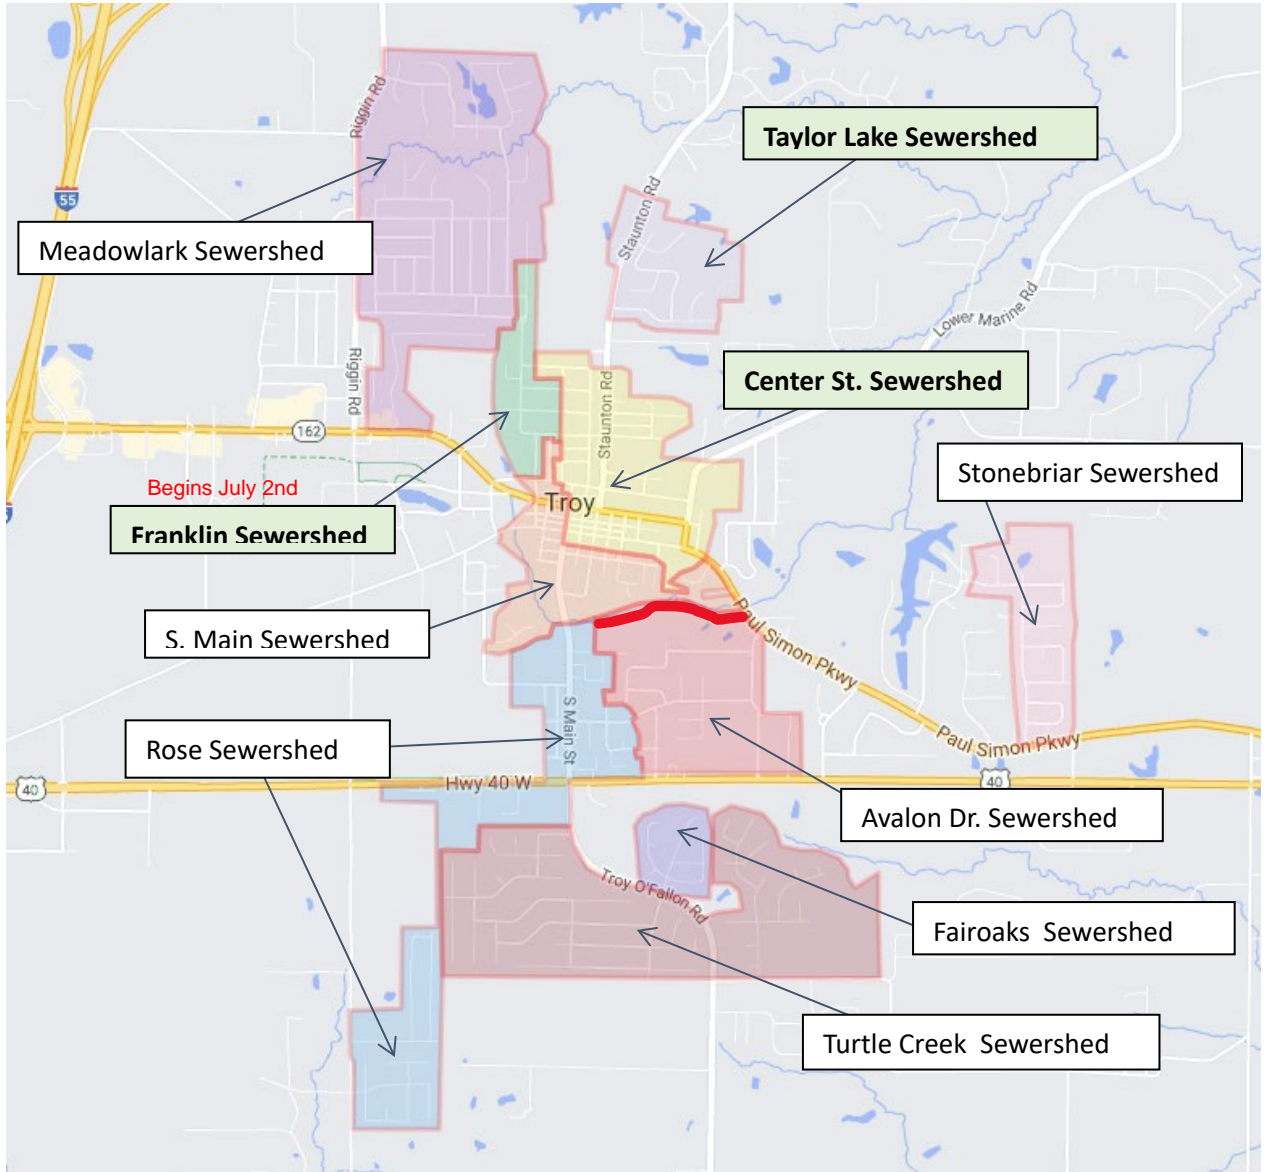 Riggin Rd
Taylor Lake Sewershed
55
Staunton Rd
Meadowlark Sewershed
Lower Marine Rd
Riggin Rd
Center St. Sewershed
Staunton Rd
162
Stonebriar Sewershed
Begins July 2nd
Troy
Franklin Sewershed
S. Main Sewershed
Paul Simon Pkwy
S Main St
Rose Sewershed
Paul Simon Pkwy
40
Hwy 40 W
40
Avalon Dr. Sewershed
Troy O'Fallon Rd
Fairoaks Sewershed
Turtle Creek Sewershed